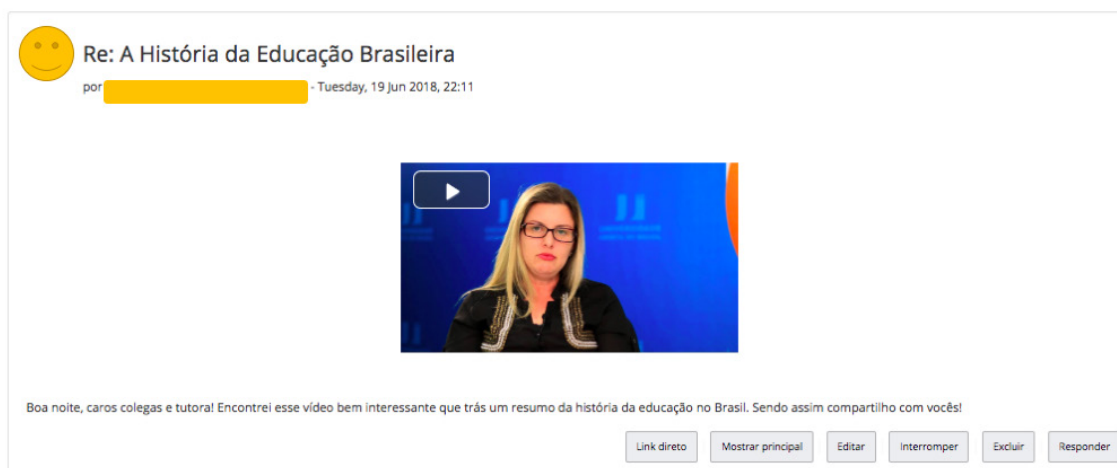 Re: A História da Educação Brasileira
por - Tuesday, 19 Jun 2018, 22:11
Boa noite, caros colegas e tutora! Encontrei esse vídeo bem interessante que trás um resumo da história da educação no Brasil. Sendo assim compartilho com vocês!
Link direto Mostrar principal Editar Interromper Excluir Responder